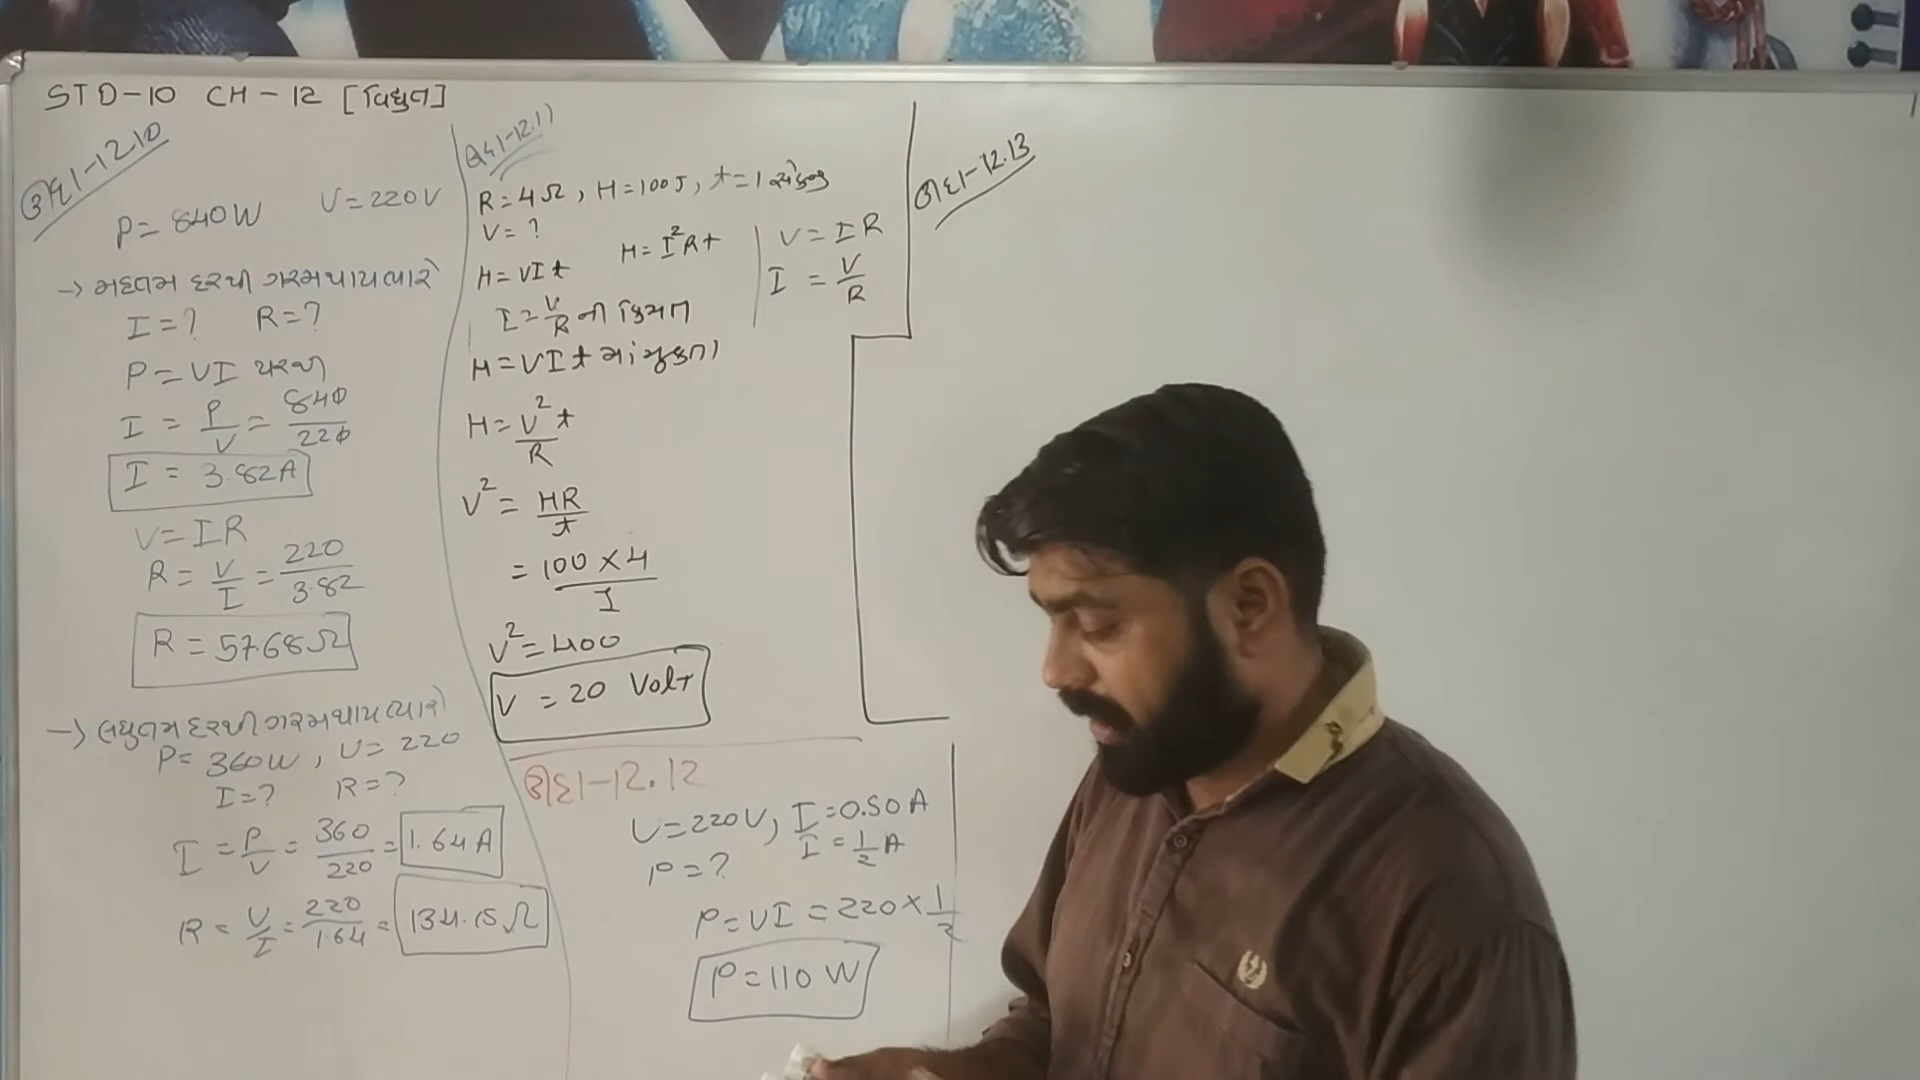 STD-10 CH-12 [વિદ્યુત]
ઉદા-12.10
P = 840W V = 220V
→ મહત્તમ દરથી ગરમ થાય ત્યારે
I = ? R = ?
P = VI પરથી
I = P/V = 840/220
I = 3.82A
V = IR
R = V/I = 220/3.82
R = 57.68Ω
→ લઘુત્તમ દરથી ગરમ થાય ત્યારે
P = 360W, V = 220
I = ? R = ?
I = P/V = 360/220 = 1.64A
R = V/I = 220/1.64 = 134.15Ω
ઉદા-12.11
R = 4Ω, H = 100J, t = 1 સેકન્ડ
V = ?
H = VIt H = I²Rt
V = IR
I = V/R
I = V/R ની કિંમત
H = VIt માં મુકતા
H = V²/R t
V² = HR/t
= 100 × 4/1
V² = 400
V = 20 Volt
ઉદા-12.12
V = 220V, I = 0.50A
I = 1/2 A
P = ?
P = VI = 220 × 1/2
P = 110 W
ઉદા-12.13